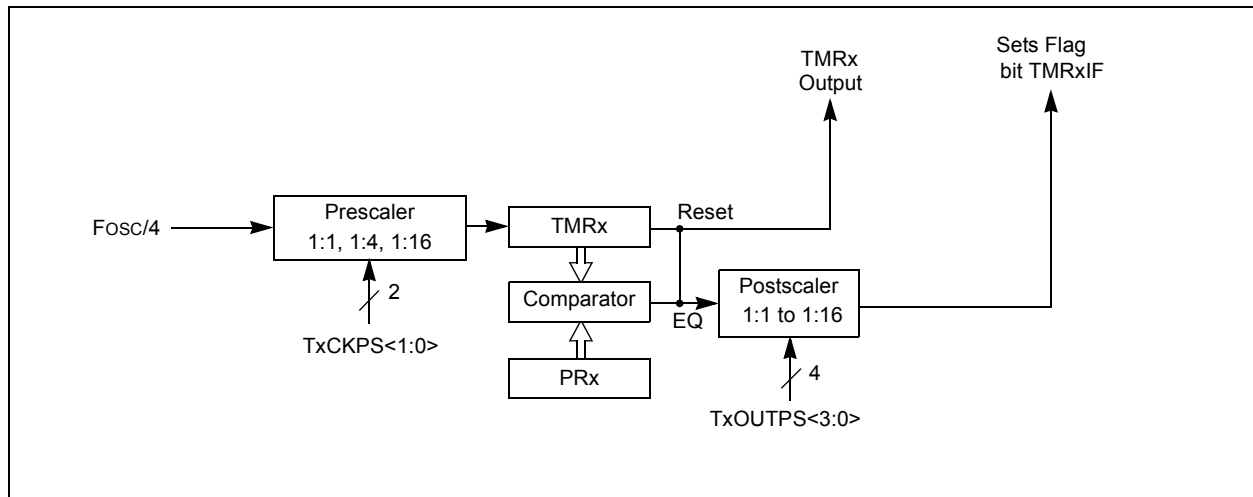 TMRx
Output
Sets Flag
bit TMRxIF
Fosc/4
Prescaler
1:1, 1:4, 1:16
2
TxCKPS<1:0>
TMRx
Reset
Comparator
EQ
PRx
Postscaler
1:1 to 1:16
4
TxOUTPS<3:0>